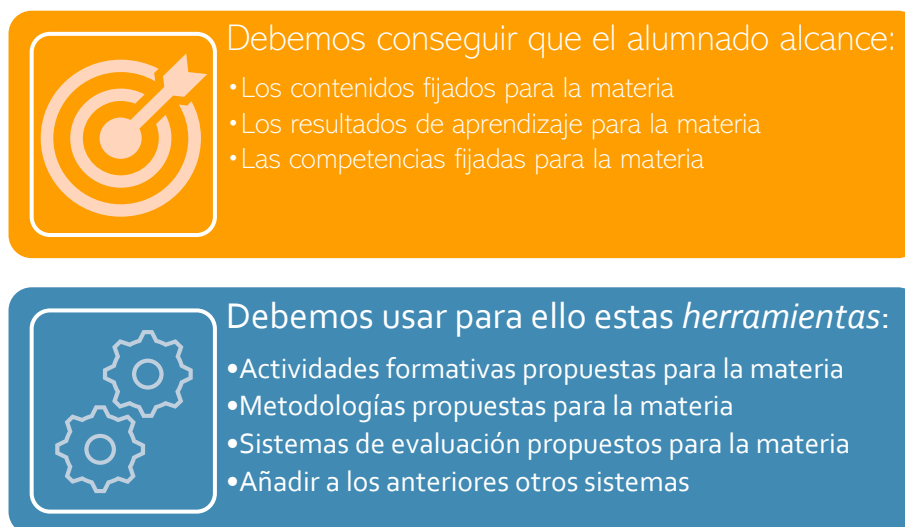 Debemos conseguir que el alumnado alcance:
•Los contenidos fijados para la materia
•Los resultados de aprendizaje para la materia
•Las competencias fijadas para la materia
Debemos usar para ello estas herramientas:
•Actividades formativas propuestas para la materia
•Metodologías propuestas para la materia
•Sistemas de evaluación propuestos para la materia
•Añadir a los anteriores otros sistemas